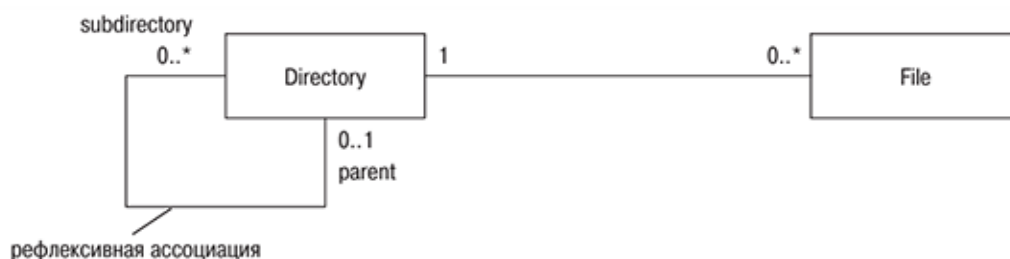 subdirectory
0..*
Directory
1
0..*
File
0..1
parent
рефлексивная ассоциация